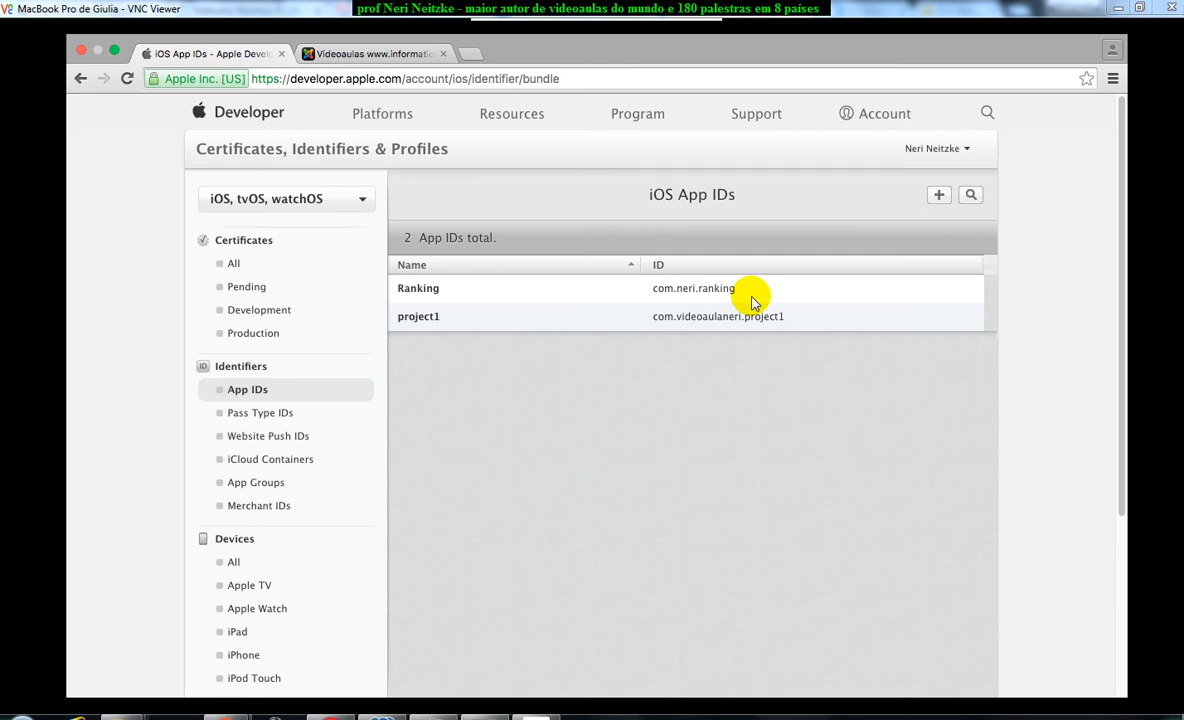 MacBook Pro de Giulia - VNC Viewer
prof Neri Neitzke - maior autor de videoaulas do mundo e 180 palestras em 8 países
iOS App IDs - Apple Devel
Videoaulas www.informatic
Apple Inc. [US] https://developer.apple.com/account/ios/identifier/bundle
Developer
Platforms
Resources
Program
Support
Account
Certificates, Identifiers & Profiles
Neri Neitzke
iOS, tvOS, watchOS
iOS App IDs
2 App IDs total.
Name
ID
Ranking
com.neri.ranking
project1
com.videoaulaneri.project1
Certificates
All
Pending
Development
Production
ID Identifiers
App IDs
Pass Type IDs
Website Push IDs
iCloud Containers
App Groups
Merchant IDs
Devices
All
Apple TV
Apple Watch
iPad
iPhone
iPod Touch